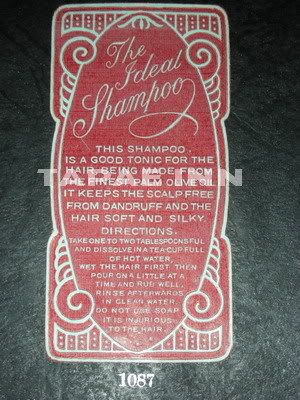 The
Ideal
Shampoo
THIS SHAMPOO.
IS A GOOD TONIC FOR THE
HAIR, BEING MADE FROM
THE FINEST PALM OLIVE OIL
IT KEEPS THE SCALP FREE
FROM DANDRUFF AND THE
HAIR SOFT AND SILKY.
DIRECTIONS.
TAKE ONE TO TWO TABLESPOONSFUL
AND DISSOLVE IN A TEA CUP FULL
OF HOT WATER,
WET THE HAIR FIRST, THEN
POUR ON A LITTLE AT A
TIME AND RUB WELL,
RINSE AFTERWARDS
IN CLEAN WATER.
DO NOT USE SOAP
IT IS INJURIOUS
TO THE HAIR.
1087